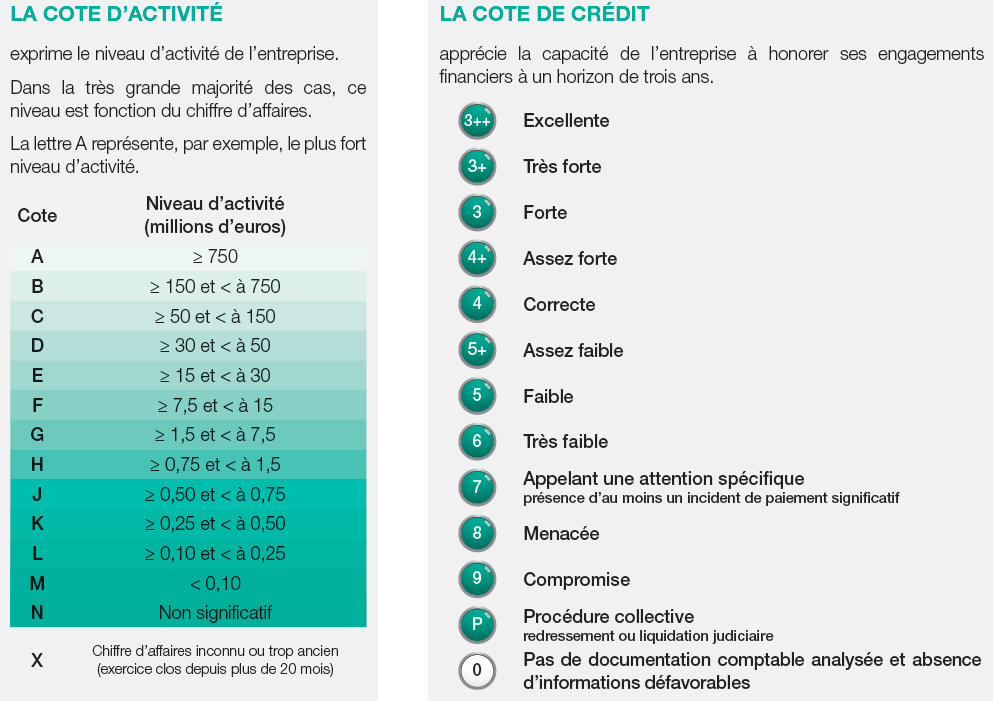 LA COTE D’ACTIVITÉ
exprime le niveau d’activité de l’entreprise.
Dans la très grande majorité des cas, ce
niveau est fonction du chiffre d’affaires.
La lettre A représente, par exemple, le plus fort
niveau d’activité.
Cote Niveau d’activité
(millions d’euros)
A ≥ 750
B ≥ 150 et < à 750
C ≥ 50 et < à 150
D ≥ 30 et < à 50
E ≥ 15 et < à 30
F ≥ 7,5 et < à 15
G ≥ 1,5 et < à 7,5
H ≥ 0,75 et < à 1,5
J ≥ 0,50 et < à 0,75
K ≥ 0,25 et < à 0,50
L ≥ 0,10 et < à 0,25
M < 0,10
N Non significatif
X Chiffre d’affaires inconnu ou trop ancien
(exercice clos depuis plus de 20 mois)
LA COTE DE CRÉDIT
apprécie la capacité de l’entreprise à honorer ses engagements
financiers à un horizon de trois ans.
3++ Excellente
3+ Très forte
3 Forte
4+ Assez forte
4 Correcte
5+ Assez faible
5 Faible
6 Très faible
7 Appelant une attention spécifique
présence d’au moins un incident de paiement significatif
8 Menacée
9 Compromise
P Procédure collective
redressement ou liquidation judiciaire
0 Pas de documentation comptable analysée et absence
d’informations défavorables